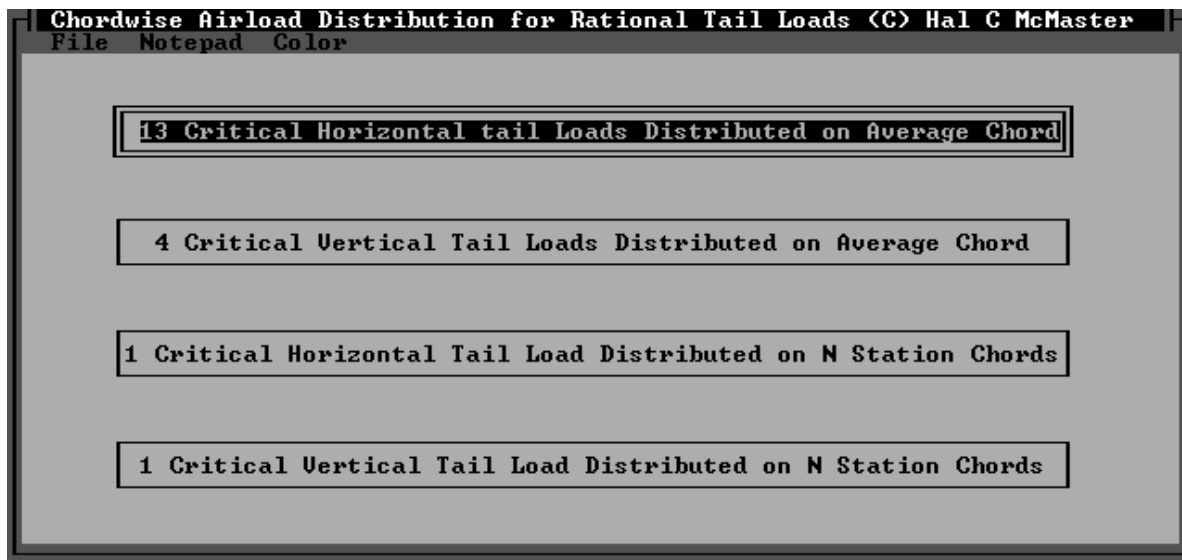 Chordwise Airload Distribution for Rational Tail Loads (C) Hal C McMaster
File Notepad Color
13 Critical Horizontal tail Loads Distributed on Average Chord
4 Critical Vertical Tail Loads Distributed on Average Chord
1 Critical Horizontal Tail Load Distributed on N Station Chords
1 Critical Vertical Tail Load Distributed on N Station Chords